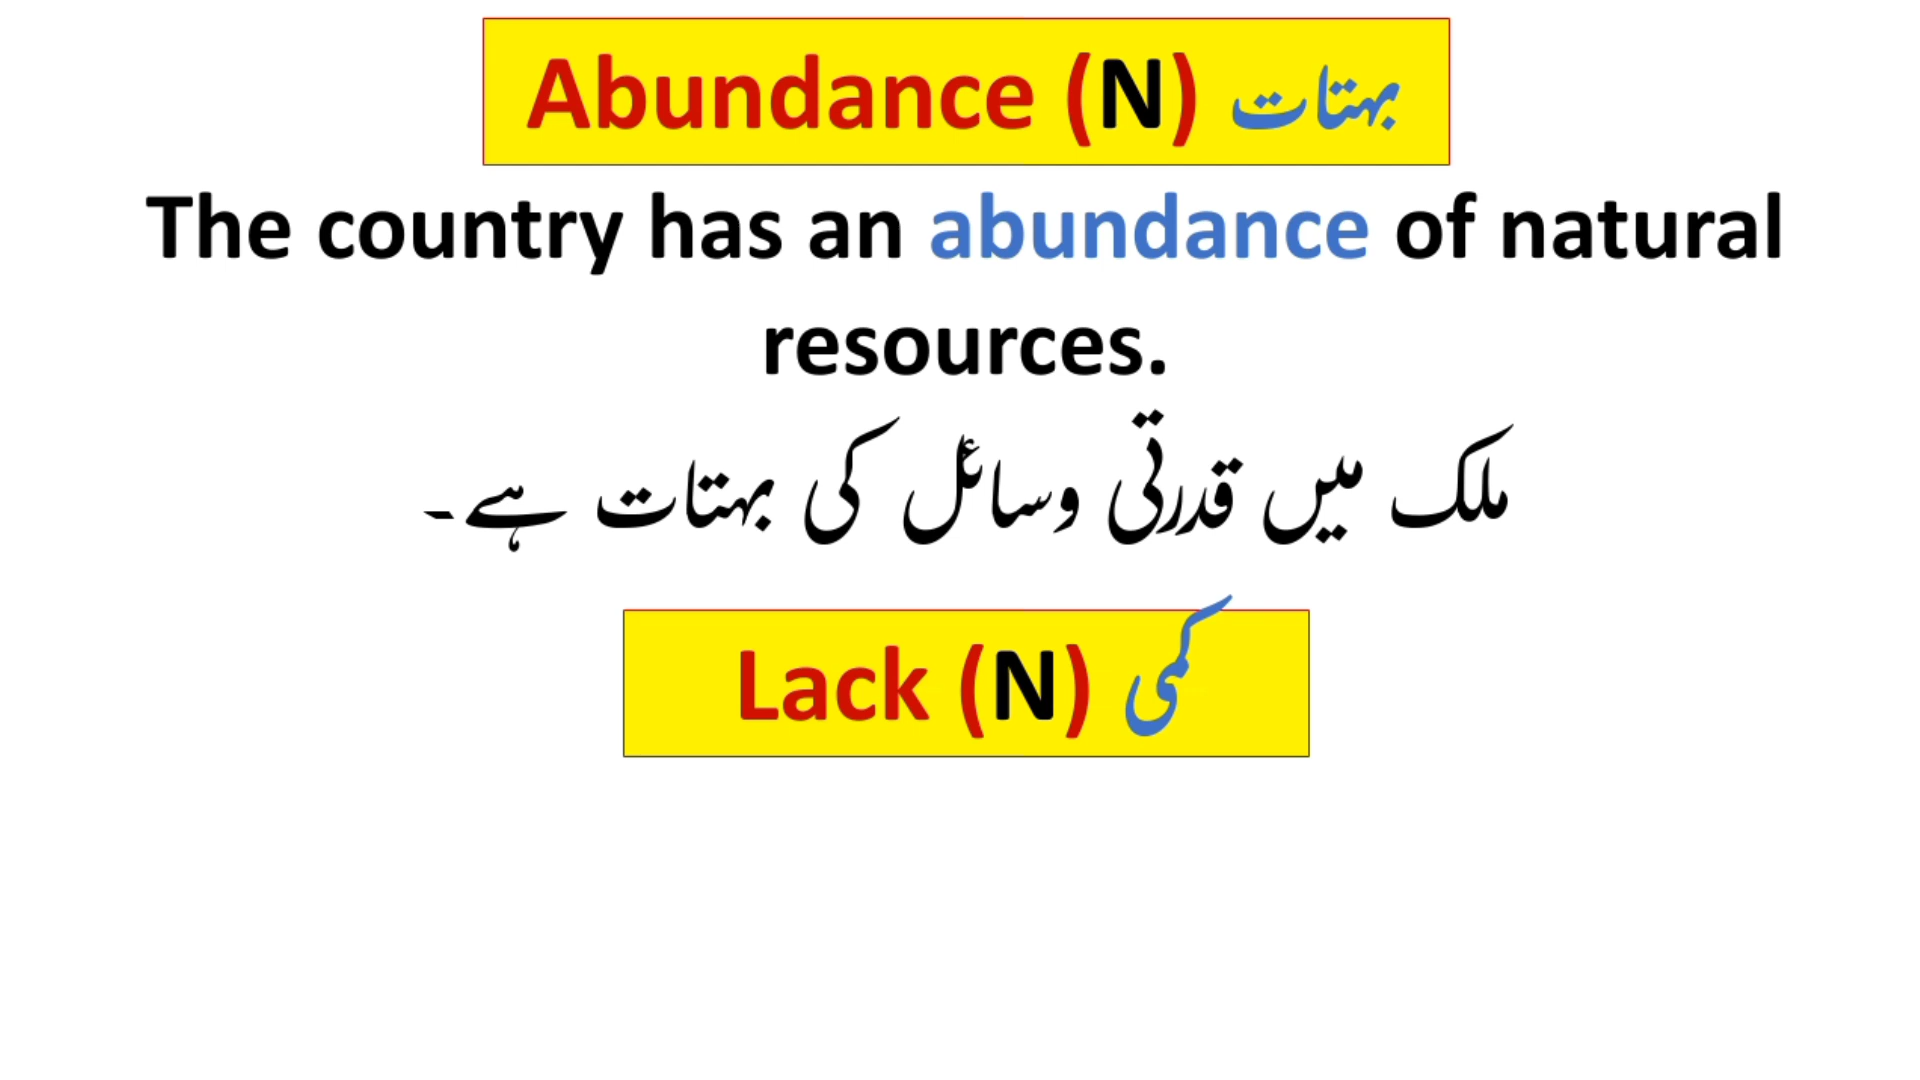 Abundance (N) بہتات
The country has an abundance of natural
resources.
ملک میں قدرتی وسائل کی بہتات ہے۔
Lack (N) کمی